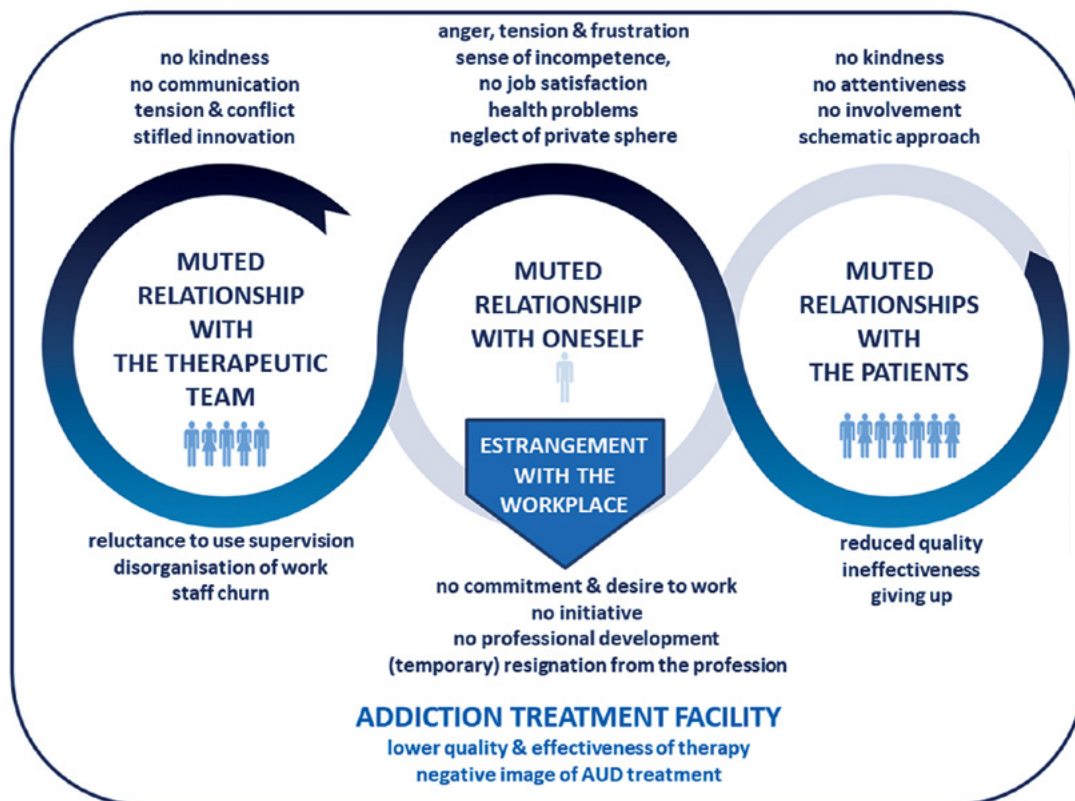 no kindness
no communication
tension & conflict
stifled innovation
anger, tension & frustration
sense of incompetence,
no job satisfaction
health problems
neglect of private sphere
no kindness
no attentiveness
no involvement
schematic approach
MUTED
RELATIONSHIP
WITH
THE THERAPEUTIC
TEAM
MUTED
RELATIONSHIP
WITH ONESELF
MUTED
RELATIONSHIPS
WITH
THE PATIENTS
ESTRANGEMENT
WITH THE
WORKPLACE
reluctance to use supervision
disorganisation of work
staff churn
no commitment & desire to work
no initiative
no professional development
(temporary) resignation from the profession
reduced quality
ineffectiveness
giving up
ADDICTION TREATMENT FACILITY
lower quality & effectiveness of therapy
negative image of AUD treatment